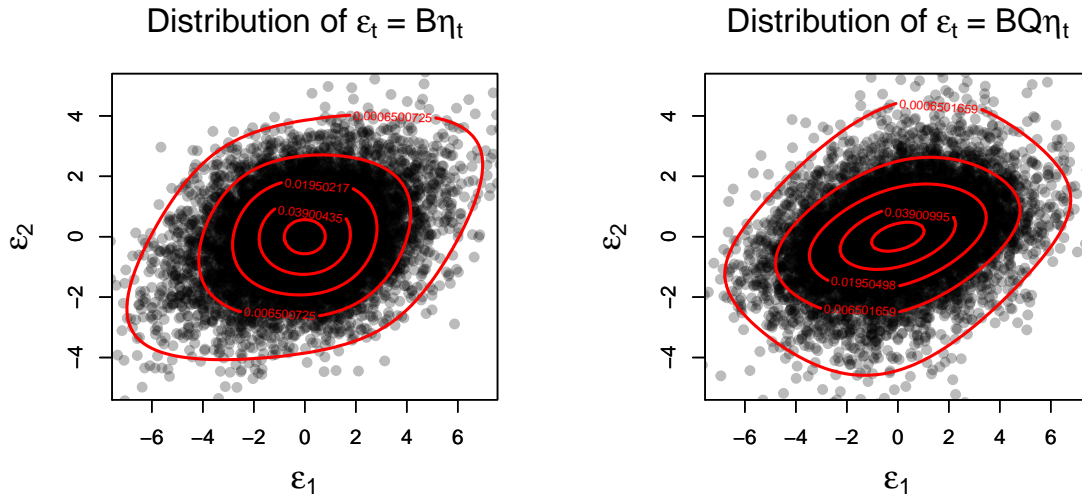 Distribution of εt = Bηt
ε2
4
2
0
−2
−4
0.0006500725
0.01950217
0.03900435
0.006500725
−6 −4 −2 0 2 4 6
ε1
Distribution of εt = BQηt
ε2
4
2
0
−2
−4
0.0006501659
0.03900995
0.01950498
0.006501659
−6 −4 −2 0 2 4 6
ε1